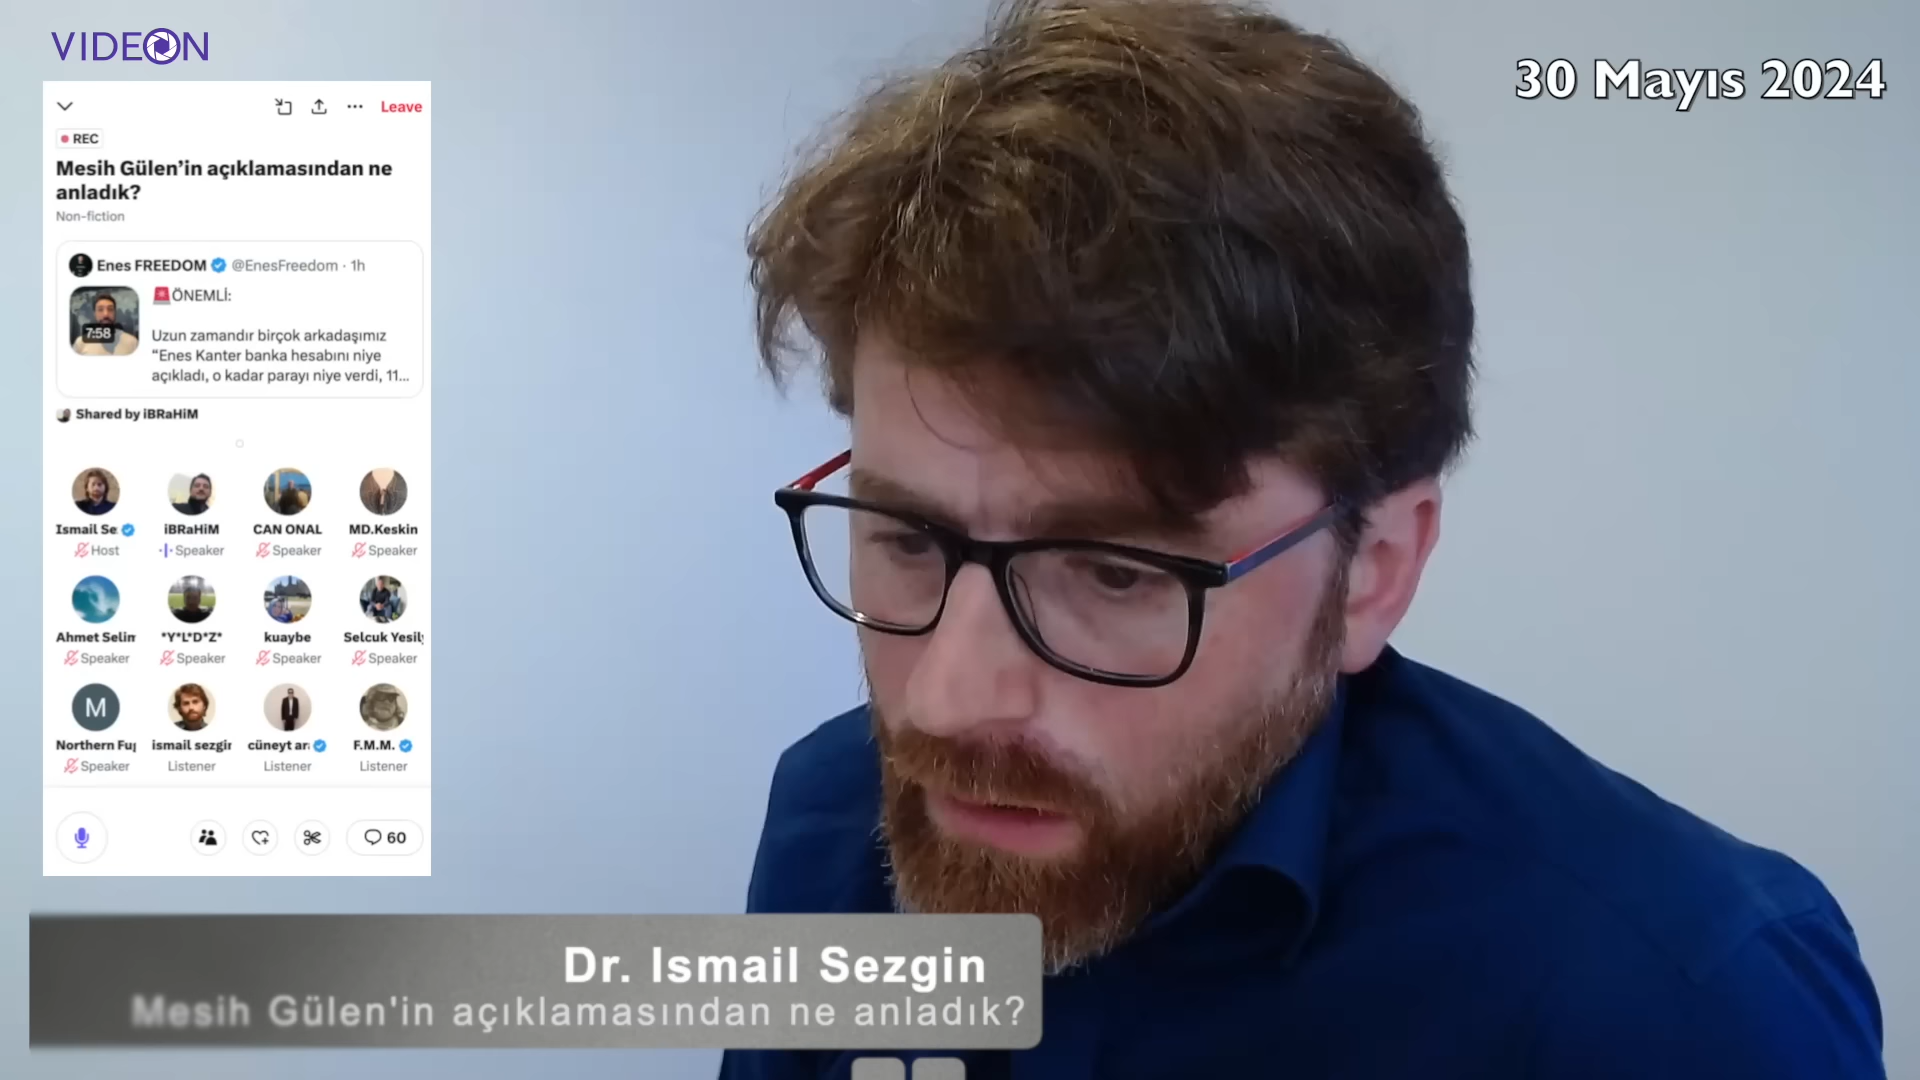 VIDEON
30 Mayıs 2024
Leave
REC
Mesih Gülen’in açıklamasından ne
anladık?
Non-fiction
Enes FREEDOM @EnesFreedom · 1h
🚨ÖNEMLİ:
7:58
Uzun zamandır birçok arkadaşımız
“Enes Kanter banka hesabını niye
açıkladı, o kadar parayı niye verdi, 11...
Shared by iBRaHiM
Ismail Se iBRaHiM CAN ONAL MD.Keskin
Host Speaker Speaker Speaker
Ahmet Selim *Y*L*D*Z* kuaybe Selcuk Yesil
Speaker Speaker Speaker Speaker
M
Northern Fu ismail sezgin cüneyt ar F.M.M.
Speaker Listener Listener Listener
60
Dr. Ismail Sezgin
Mesih Gülen'in açıklamasından ne anladık?